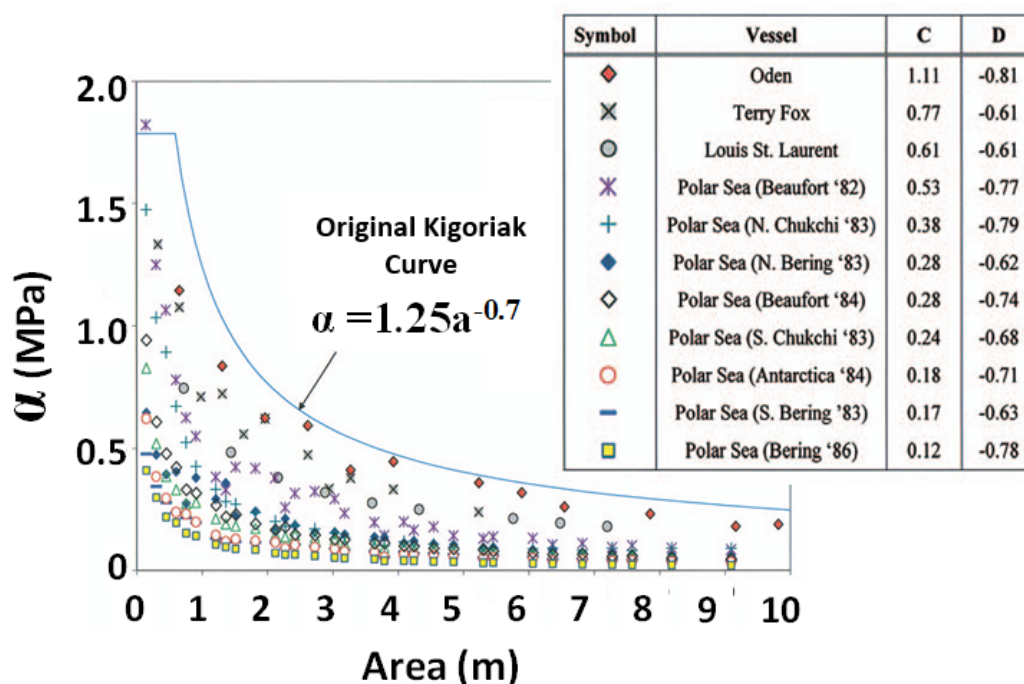 Symbol Vessel C D
Oden 1.11 -0.81
Terry Fox 0.77 -0.61
Louis St. Laurent 0.61 -0.61
Polar Sea (Beaufort ‘82) 0.53 -0.77
Polar Sea (N. Chukchi ‘83) 0.38 -0.79
Polar Sea (N. Bering ‘83) 0.28 -0.62
Polar Sea (Beaufort ‘84) 0.28 -0.74
Polar Sea (S. Chukchi ‘83) 0.24 -0.68
Polar Sea (Antarctica ‘84) 0.18 -0.71
Polar Sea (S. Bering ‘83) 0.17 -0.63
Polar Sea (Bering ‘86) 0.12 -0.78
α (MPa)
2.0
1.5
1.0
0.5
0
Original Kigoriak
Curve
α =1.25a⁻⁰·⁷
0 1 2 3 4 5 6 7 8 9 10
Area (m)